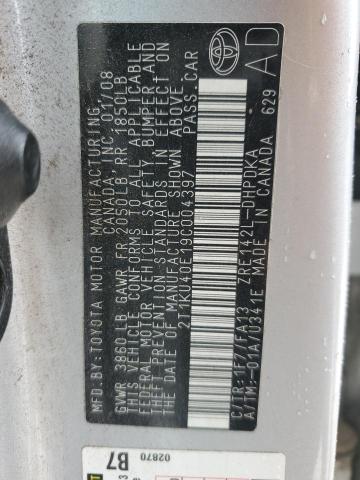 MFD BY: TOYOTA MOTOR MANUFACTURING
CANADA, INC. 01/08
GVWR 3860 LB GAWR FR 2050LB, RR 1850LB
THIS VEHICLE CONFORMS TO ALL APPLICABLE
FEDERAL MOTOR VEHICLE SAFETY, BUMPER AND
THEFT PREVENTION STANDARDS IN EFFECT ON
DATE OF MANUFACTURE SHOWN ABOVE.
2T1KU40E19C004397 PASS. CAR
C/TR: 1F7/FA13 ZRE142L-DHPDKA
A/TM: -01A/U341E MADE IN CANADA 629
AD
02870
B7